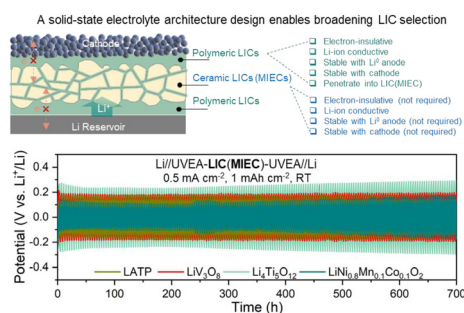 A solid-state electrolyte architecture design enables broadening LIC selection
Cathode
Li⁺
Li Reservoir
Polymeric LICs
Ceramic LICs (MIECs)
Polymeric LICs
Electron-insulative
Li-ion conductive
Stable with Li⁰ anode
Stable with cathode
Penetrate into LIC(MIEC)
Electron-insulative (not required)
Li-ion conductive
Stable with Li⁰ anode (not required)
Stable with cathode (not required)
Potential (V vs. Li⁺/Li)
0.4
0.2
0.0
-0.2
-0.4
Li//UVEA-LIC(MIEC)-UVEA//Li
0.5 mA cm⁻², 1 mAh cm⁻², RT
LATP LiV₃O₈ Li₄Ti₅O₁₂ LiNi₀.₈Mn₀.₁Co₀.₁O₂
0 100 200 300 400 500 600 700
Time (h)